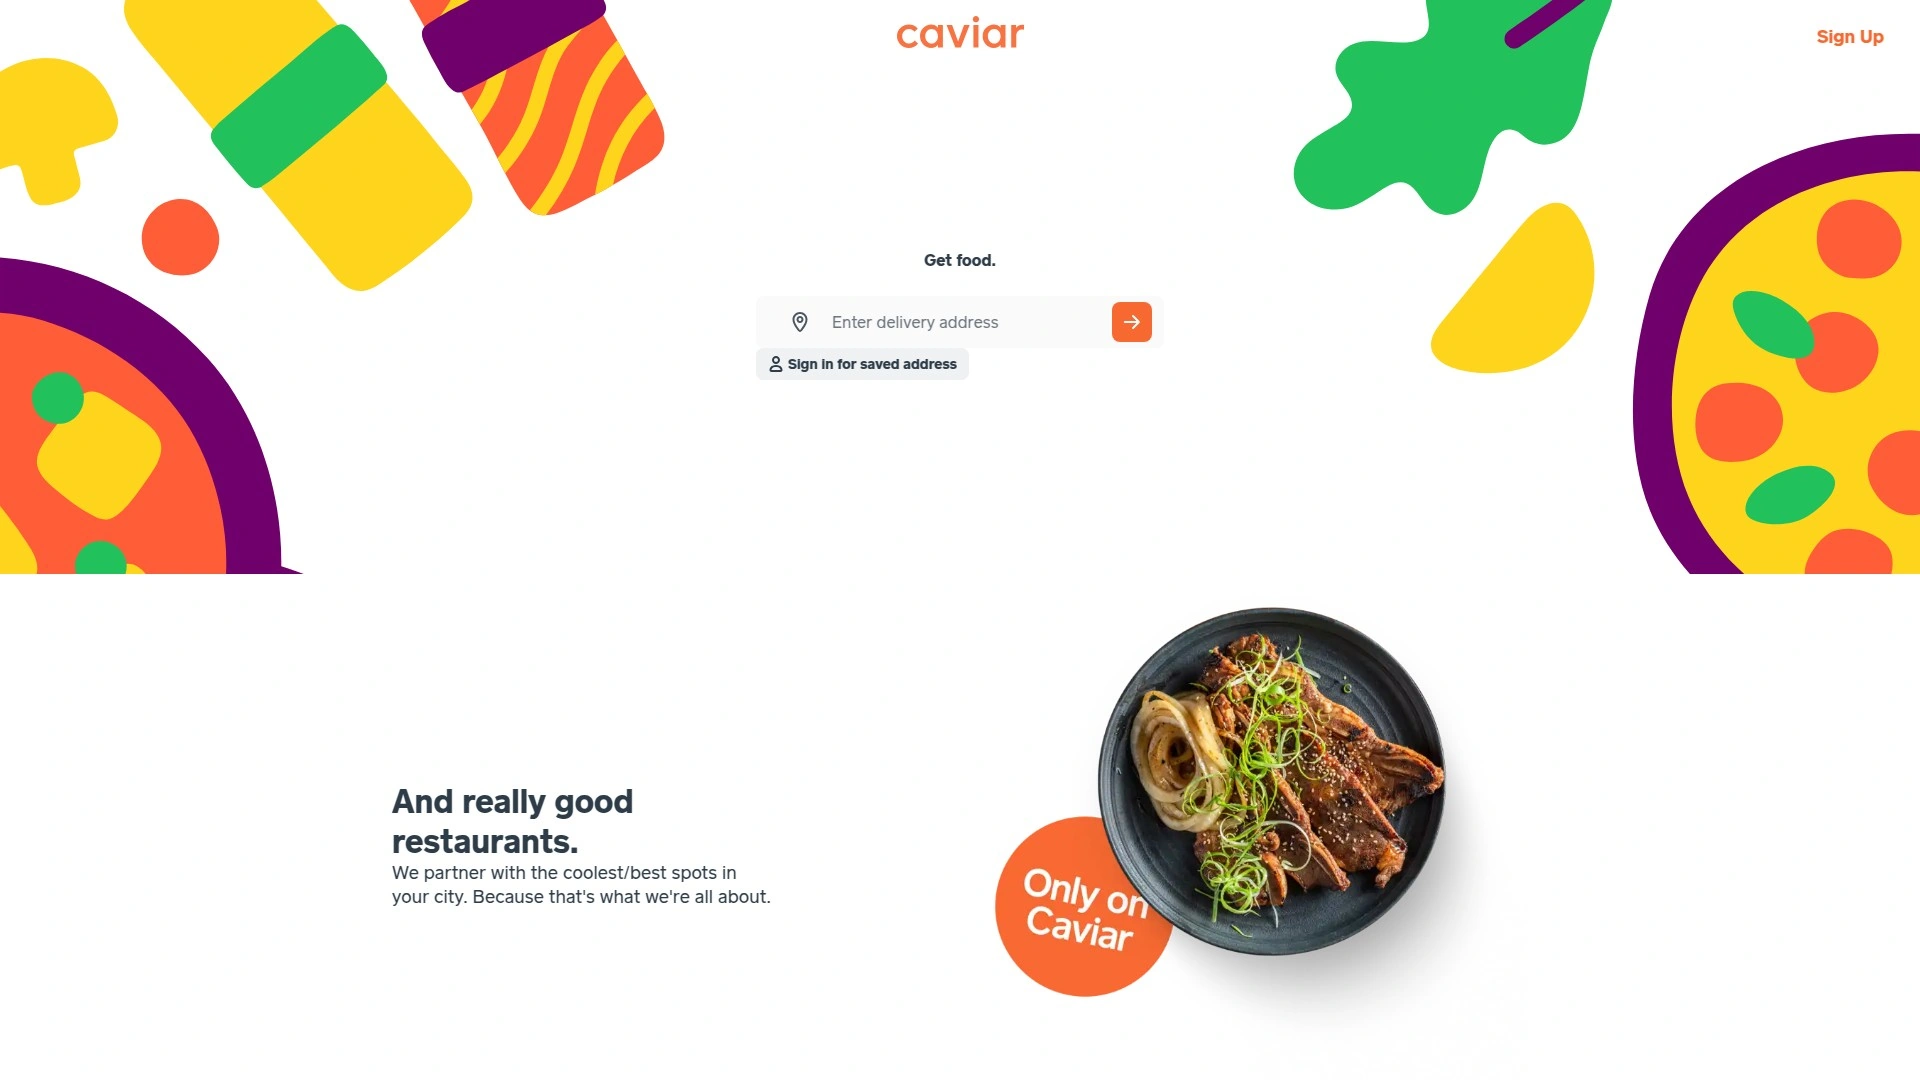 caviar
Sign Up
Get food.
Enter delivery address
Sign in for saved address
And really good
restaurants.
We partner with the coolest/best spots in
your city. Because that's what we're all about.
Only on
Caviar